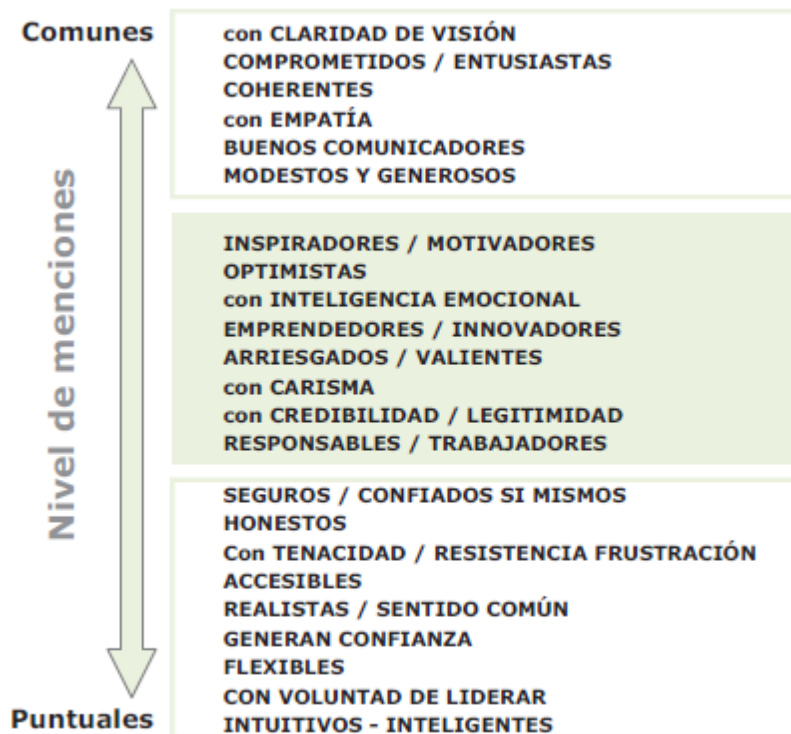 Comunes
con CLARIDAD DE VISIÓN
COMPROMETIDOS / ENTUSIASTAS
COHERENTES
con EMPATÍA
BUENOS COMUNICADORES
MODESTOS Y GENEROSOS
Nivel de menciones
INSPIRADORES / MOTIVADORES
OPTIMISTAS
con INTELIGENCIA EMOCIONAL
EMPRENDEDORES / INNOVADORES
ARRIESGADOS / VALIENTES
con CARISMA
con CREDIBILIDAD / LEGITIMIDAD
RESPONSABLES / TRABAJADORES
SEGUROS / CONFIADOS SI MISMOS
HONESTOS
Con TENACIDAD / RESISTENCIA FRUSTRACIÓN
ACCESIBLES
REALISTAS / SENTIDO COMÚN
GENERAN CONFIANZA
FLEXIBLES
CON VOLUNTAD DE LIDERAR
INTUITIVOS - INTELIGENTES
Puntuales